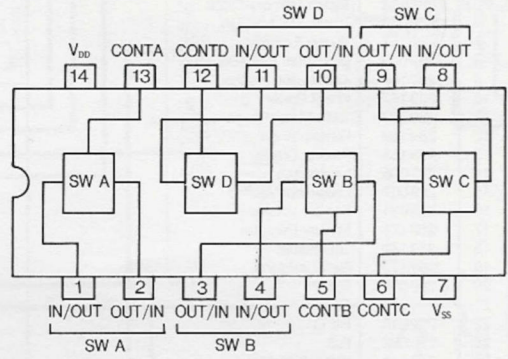 SW D SW C
V_DD CONTA CONTD IN/OUT OUT/IN OUT/IN IN/OUT
14 13 12 11 10 9 8
SW A SW D SW B SW C
1 2 3 4 5 6 7
IN/OUT OUT/IN OUT/IN IN/OUT CONTB CONTC V_SS
SW A SW B